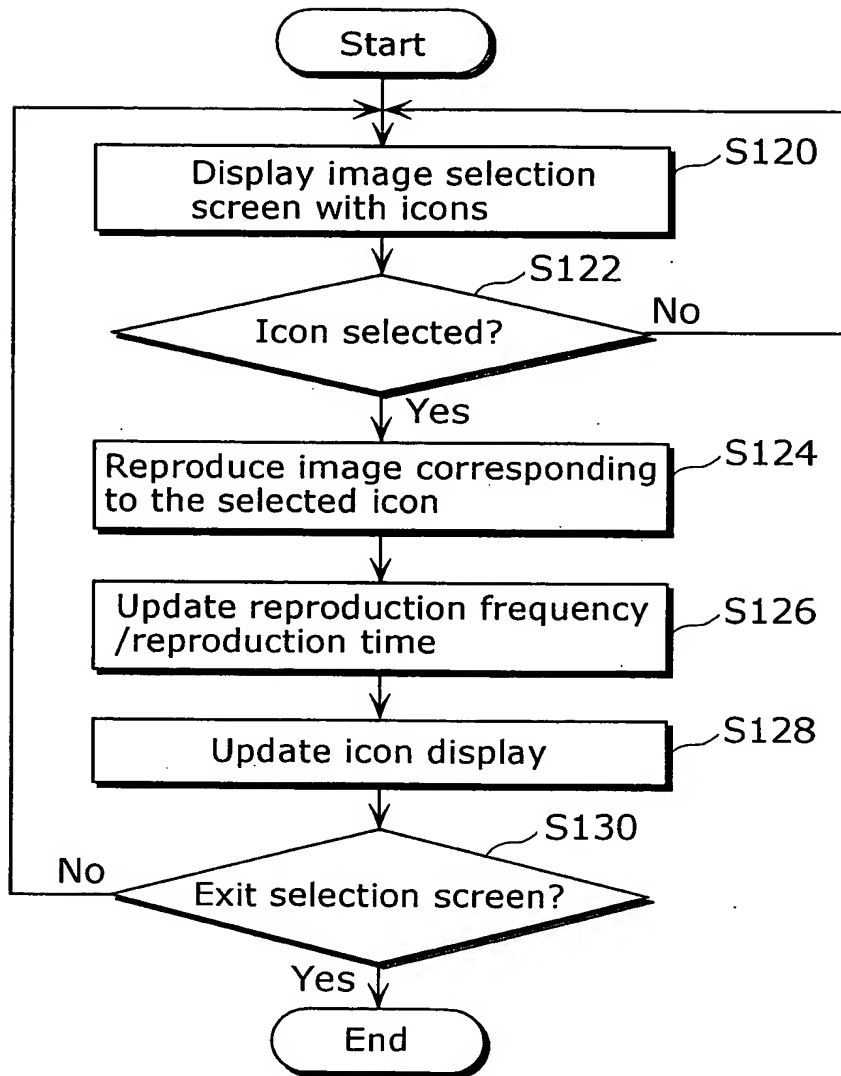 Start
S120
Display image selection
screen with icons
S122
Icon selected?
No
Yes
S124
Reproduce image corresponding
to the selected icon
S126
Update reproduction frequency
/reproduction time
S128
Update icon display
S130
No
Exit selection screen?
Yes
End